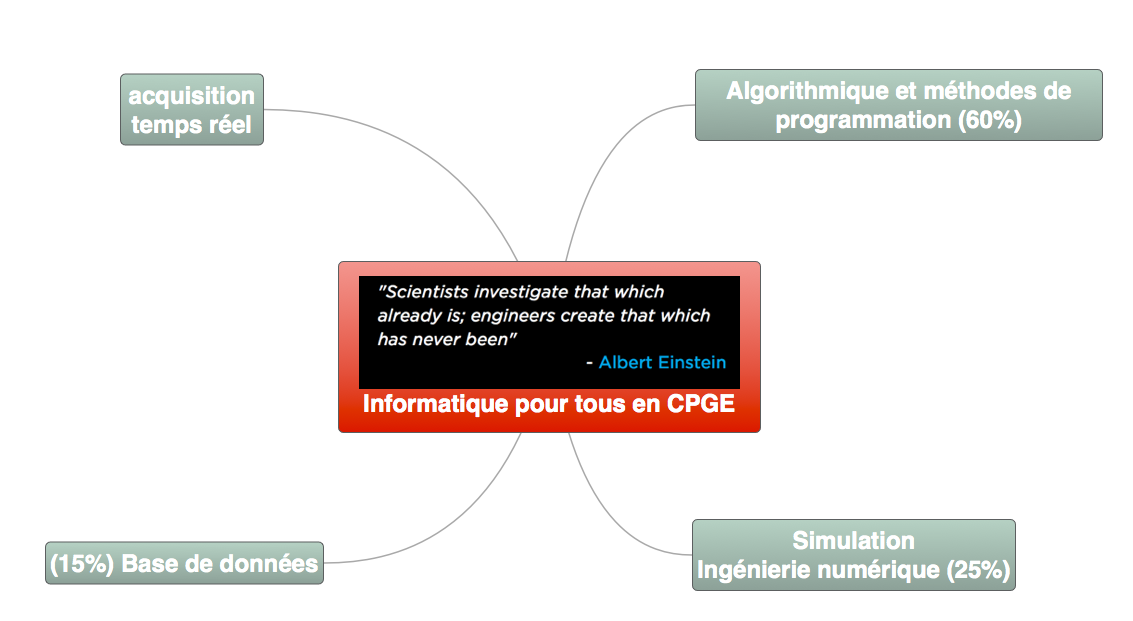 acquisition
temps réel
Algorithmique et méthodes de
programmation (60%)
"Scientists investigate that which
already is; engineers create that which
has never been"
- Albert Einstein
Informatique pour tous en CPGE
(15%) Base de données
Simulation
Ingénierie numérique (25%)